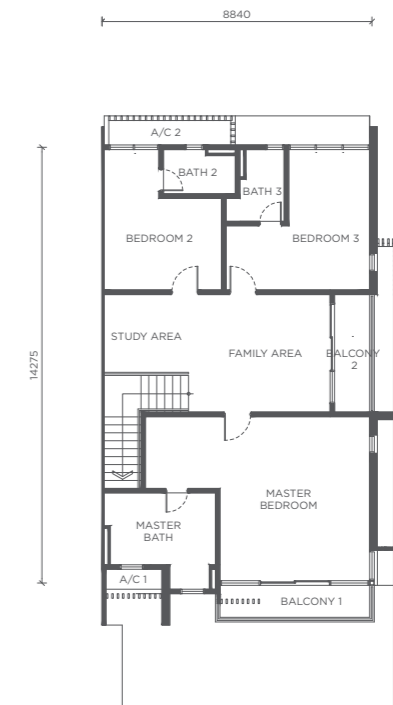 8840
A/C 2
BATH 2
BATH 3
BEDROOM 2
BEDROOM 3
STUDY AREA
FAMILY AREA
BALCONY
2
14275
MASTER
BEDROOM
MASTER
BATH
A/C 1
BALCONY 1